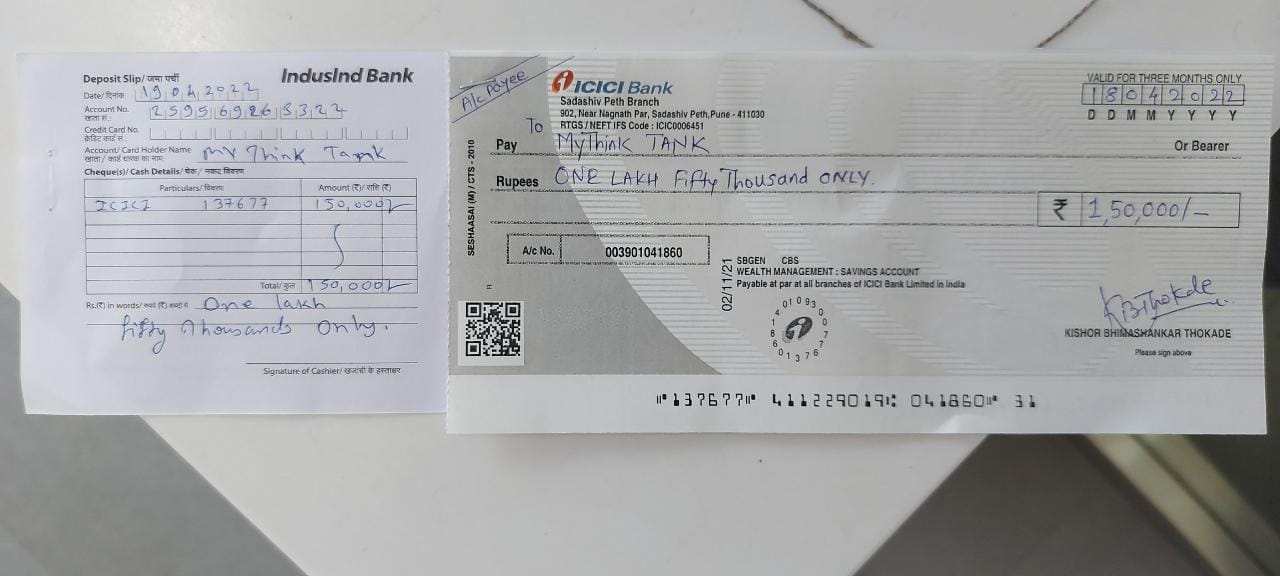 Deposit Slip/ जमा पर्ची
IndusInd Bank
Date/ दिनांक 19042022
Account No. 259569263322
खाता सं.:
Credit Card No.
क्रेडिट कार्ड सं.
Account/ Card Holder Name My Think Tank
खाता / कार्ड धारक का नाम
Cheque(s)/ Cash Details/ चेक/ नकद विवरण
Particulars/ विवरण Amount (₹)/ राशि (₹)
ICICI 137677 150,000/-
Total/ कुल 150,000/-
Rs.(₹) in words/ रुपये (₹) शब्दों में One lakh
fifty Thousands Only.
Signature of Cashier/ खजांची के हस्ताक्षर
A/c Payee
ICICI Bank
Sadashiv Peth Branch
902, Near Nagnath Par, Sadashiv Peth,Pune - 411030
RTGS / NEFT IFS Code : ICIC0006451
VALID FOR THREE MONTHS ONLY
18042022
D D M M Y Y Y Y
To
Pay MyThink TANK Or Bearer
Rupees ONE LAKH Fifty Thousand ONLY.
₹ 1,50,000/-
A/c No. 003901041860
SESHAASAI (M) / CTS - 2010
02/11/21
SBGEN CBS
WEALTH MANAGEMENT : SAVINGS ACCOUNT
Payable at par at all branches of ICICI Bank Limited in India
KBThokade
KISHOR BHIMASHANKAR THOKADE
Please sign above
⑈137677⑈ 411229019⑆ 041860⑈ 31